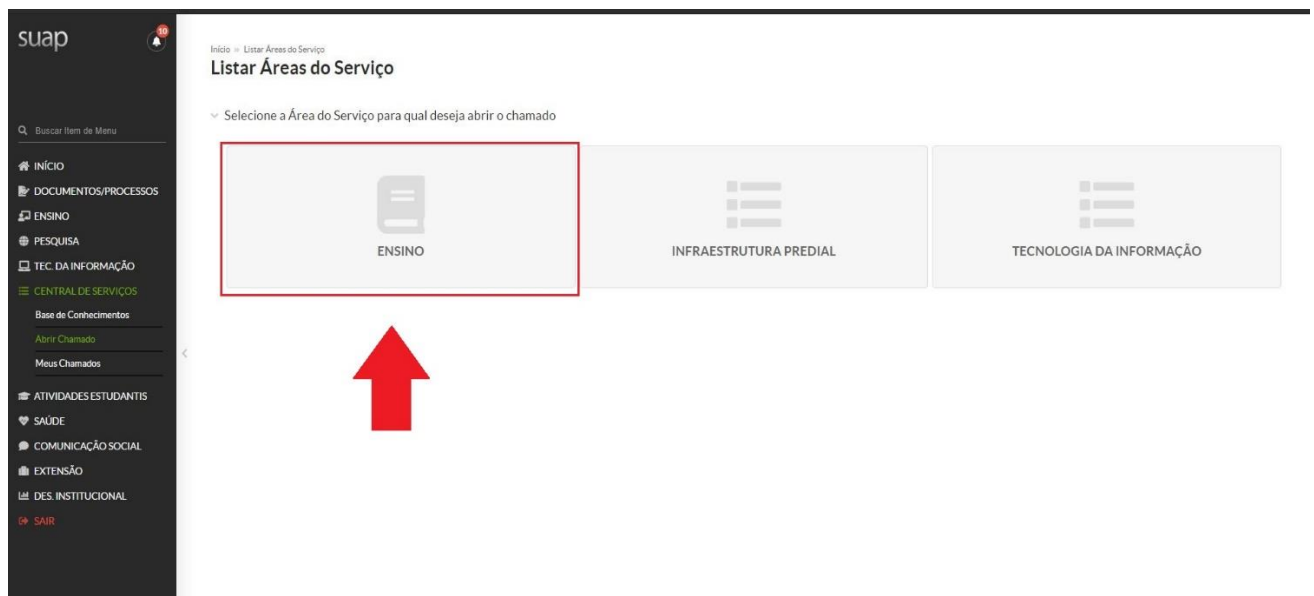 suap
10
Buscar Item de Menu
INÍCIO
DOCUMENTOS/PROCESSOS
ENSINO
PESQUISA
TEC. DA INFORMAÇÃO
CENTRAL DE SERVIÇOS
Base de Conhecimentos
Abrir Chamado
Meus Chamados
ATIVIDADES ESTUDANTIS
SAÚDE
COMUNICAÇÃO SOCIAL
EXTENSÃO
DES. INSTITUCIONAL
SAIR
Início » Listar Áreas do Serviço
Listar Áreas do Serviço
Selecione a Área do Serviço para qual deseja abrir o chamado
ENSINO
INFRAESTRUTURA PREDIAL
TECNOLOGIA DA INFORMAÇÃO